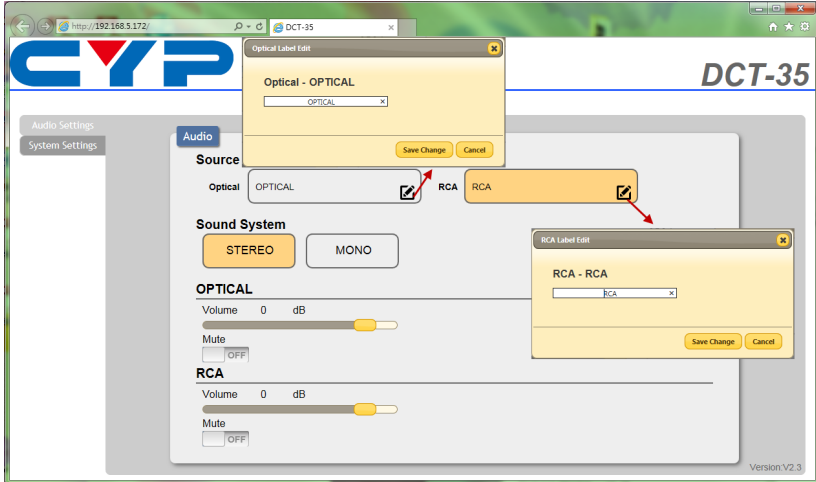 http://192.168.5.172/
DCT-35
CYP
DCT-35
Optical Label Edit
Optical - OPTICAL
OPTICAL
Save Change
Cancel
Audio Settings
System Settings
Audio
Source
Optical
OPTICAL
RCA
RCA
Sound System
STEREO
MONO
RCA Label Edit
RCA - RCA
RCA
Save Change
Cancel
OPTICAL
Volume 0 dB
Mute
OFF
RCA
Volume 0 dB
Mute
OFF
Version:V2.3